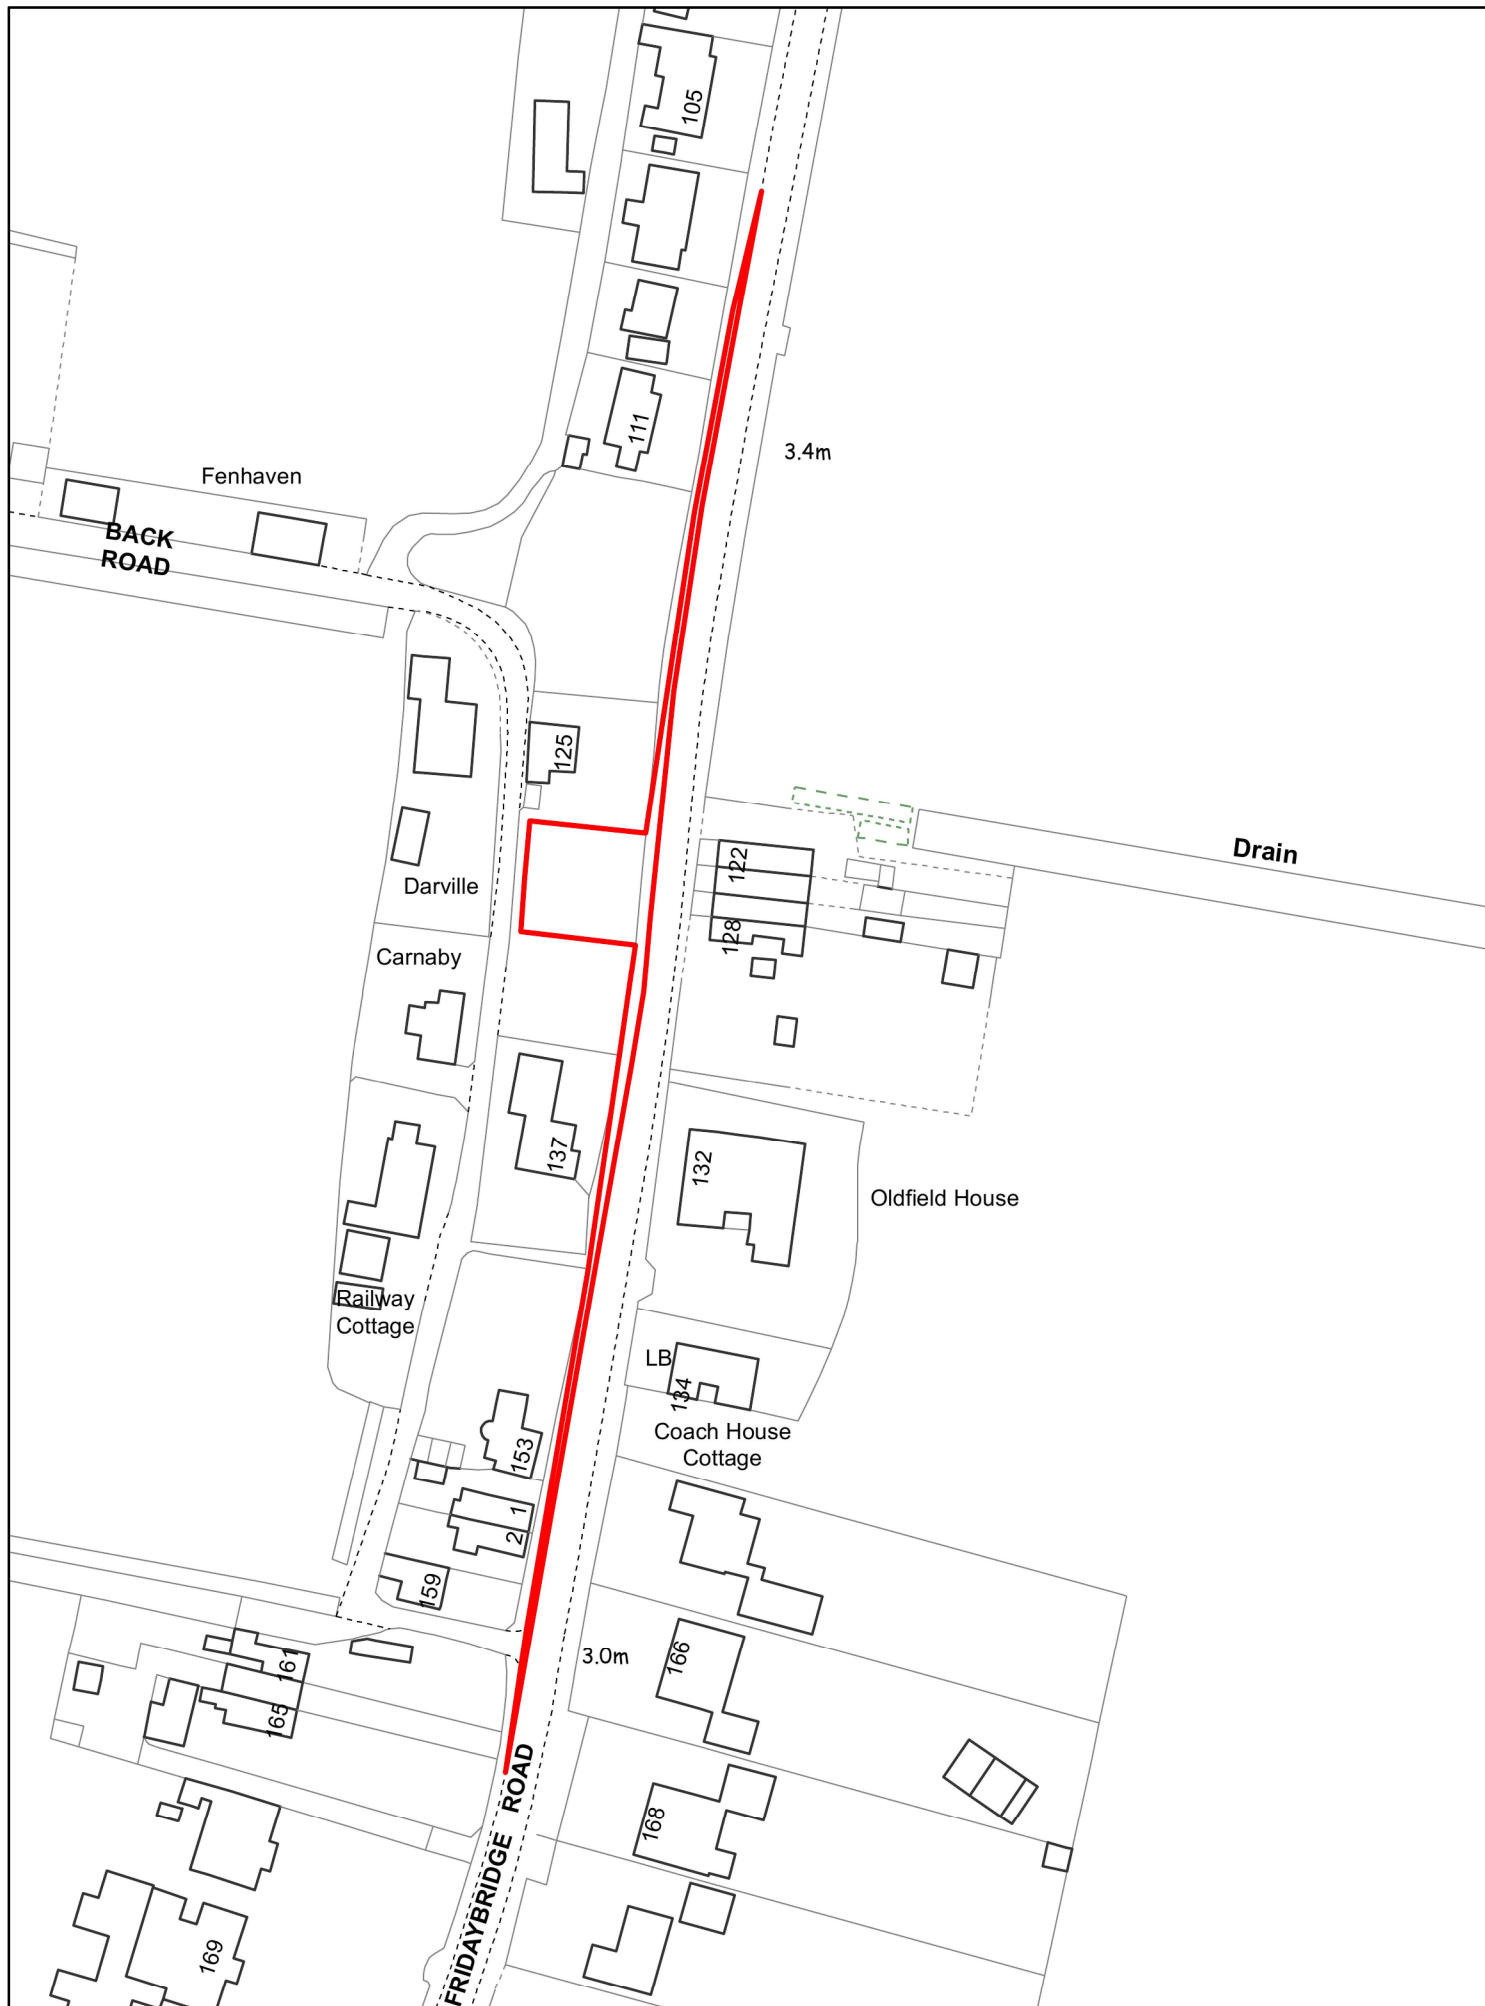 105
111
3.4m
Fenhaven
BACK
ROAD
125
122
Drain
Darville
128
Carnaby
137
132
Oldfield House
Railway
Cottage
LB
134
Coach House
Cottage
153
1
2
159
161
3.0m
166
165
FRIDAYBRIDGE ROAD
168
169